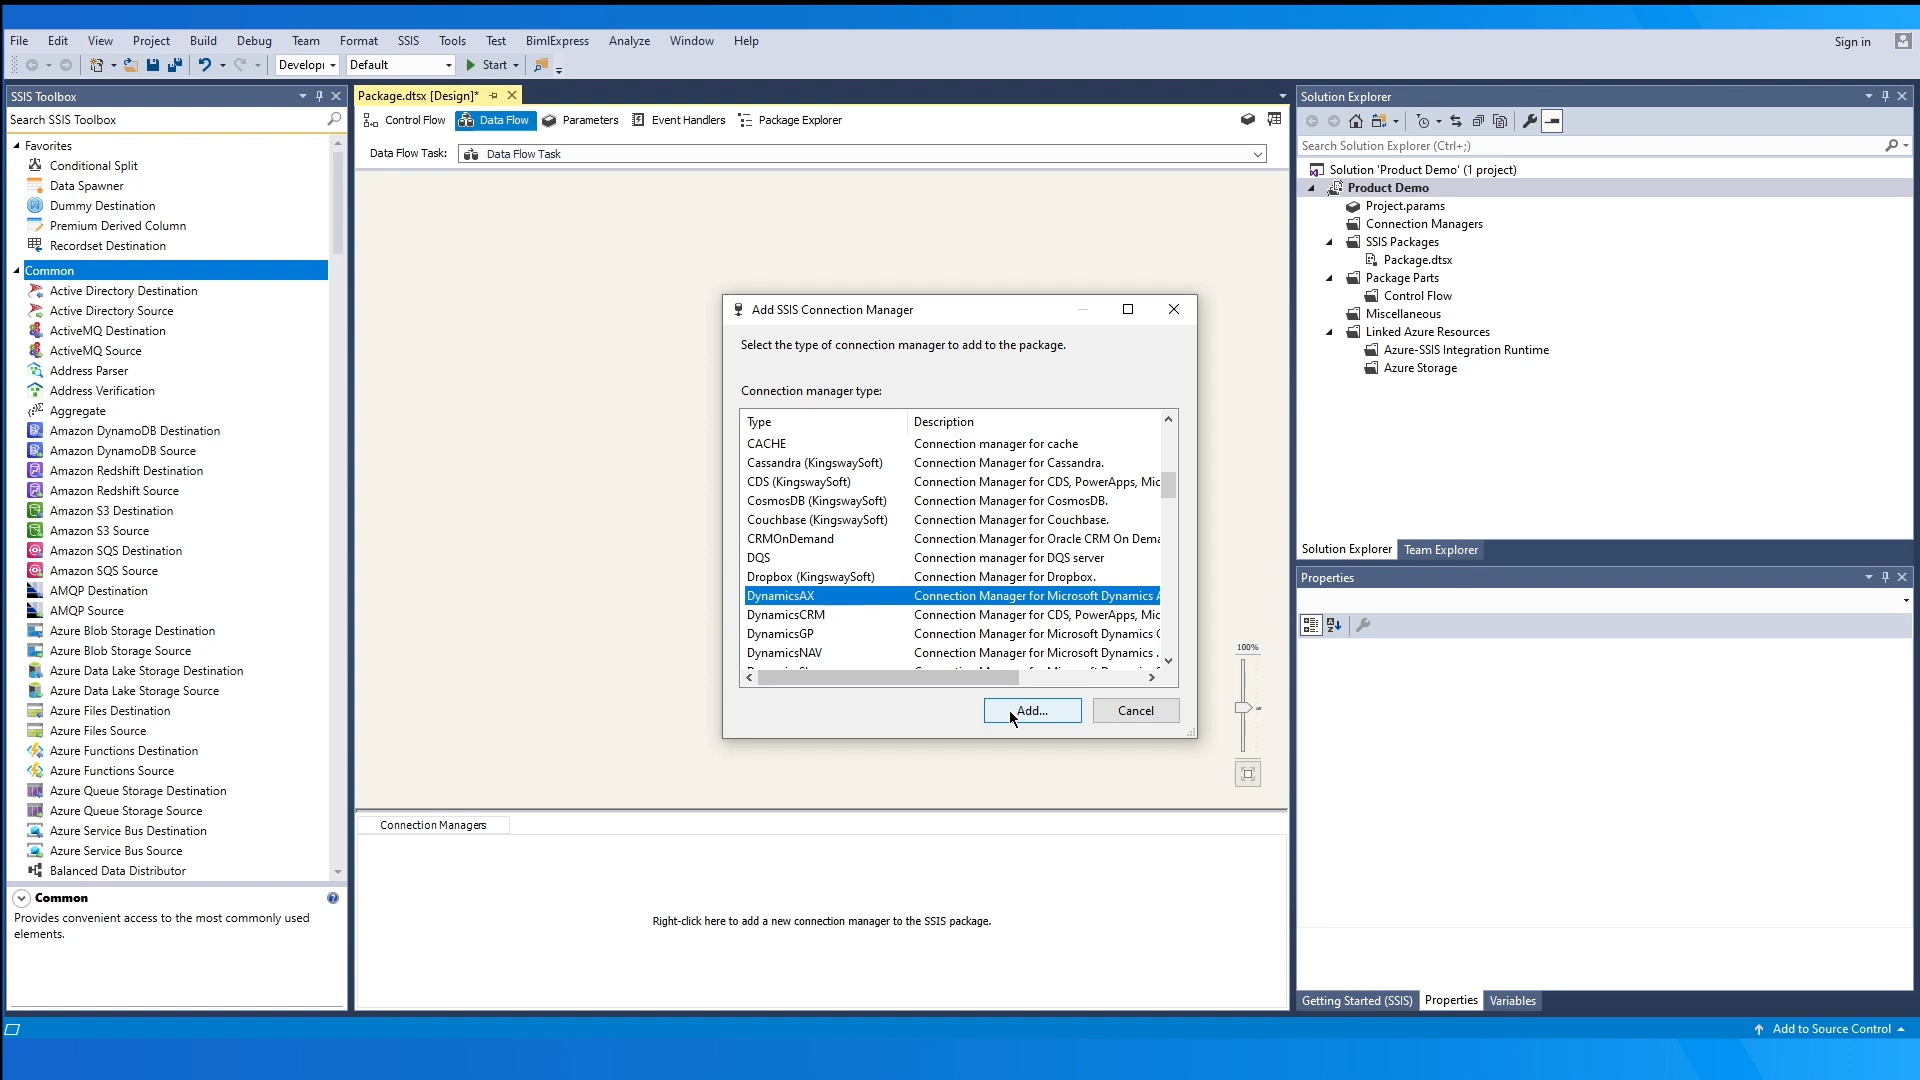 File Edit View Project Build Debug Team Format SSIS Tools Test BimlExpress Analyze Window Help Sign in
Develop Default Start
SSIS Toolbox
Search SSIS Toolbox
Favorites
Conditional Split
Data Spawner
Dummy Destination
Premium Derived Column
Recordset Destination
Common
Active Directory Destination
Active Directory Source
ActiveMQ Destination
ActiveMQ Source
Address Parser
Address Verification
Aggregate
Amazon DynamoDB Destination
Amazon DynamoDB Source
Amazon Redshift Destination
Amazon Redshift Source
Amazon S3 Destination
Amazon S3 Source
Amazon SQS Destination
Amazon SQS Source
AMQP Destination
AMQP Source
Azure Blob Storage Destination
Azure Blob Storage Source
Azure Data Lake Storage Destination
Azure Data Lake Storage Source
Azure Files Destination
Azure Files Source
Azure Functions Destination
Azure Functions Source
Azure Queue Storage Destination
Azure Queue Storage Source
Azure Service Bus Destination
Azure Service Bus Source
Balanced Data Distributor
Common
Provides convenient access to the most commonly used
elements.
Package.dtsx [Design]*
Control Flow Data Flow Parameters Event Handlers Package Explorer
Data Flow Task: Data Flow Task
Add SSIS Connection Manager
Select the type of connection manager to add to the package.
Connection manager type:
Type Description
CACHE Connection manager for cache
Cassandra (KingswaySoft) Connection Manager for Cassandra.
CDS (KingswaySoft) Connection Manager for CDS, PowerApps, Mic
CosmosDB (KingswaySoft) Connection Manager for CosmosDB.
Couchbase (KingswaySoft) Connection Manager for Couchbase.
CRMOnDemand Connection Manager for Oracle CRM On Dema
DQS Connection manager for DQS server
Dropbox (KingswaySoft) Connection Manager for Dropbox.
DynamicsAX Connection Manager for Microsoft Dynamics A
DynamicsCRM Connection Manager for CDS, PowerApps, Mic
DynamicsGP Connection Manager for Microsoft Dynamics G
DynamicsNAV Connection Manager for Microsoft Dynamics
Add... Cancel
100%
Connection Managers
Right-click here to add a new connection manager to the SSIS package.
Solution Explorer
Search Solution Explorer (Ctrl+;)
Solution 'Product Demo' (1 project)
Product Demo
Project.params
Connection Managers
SSIS Packages
Package.dtsx
Package Parts
Control Flow
Miscellaneous
Linked Azure Resources
Azure-SSIS Integration Runtime
Azure Storage
Solution Explorer Team Explorer
Properties
Getting Started (SSIS) Properties Variables
Add to Source Control